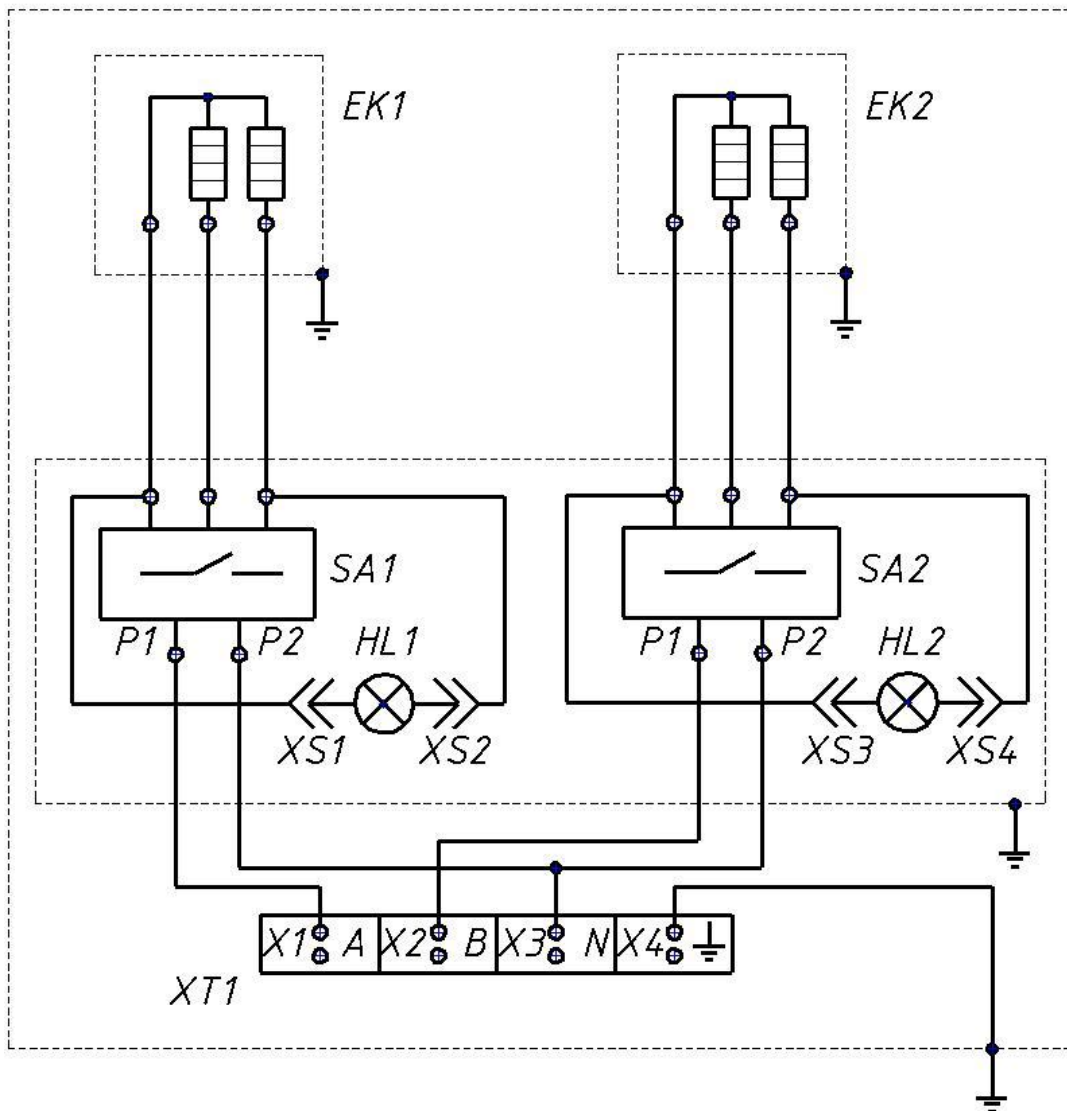 EK1 EK2
SA1 SA2
P1 P2 HL1 P1 P2 HL2
XS1 XS2 XS3 XS4
X1 A X2 B X3 N X4
XT1